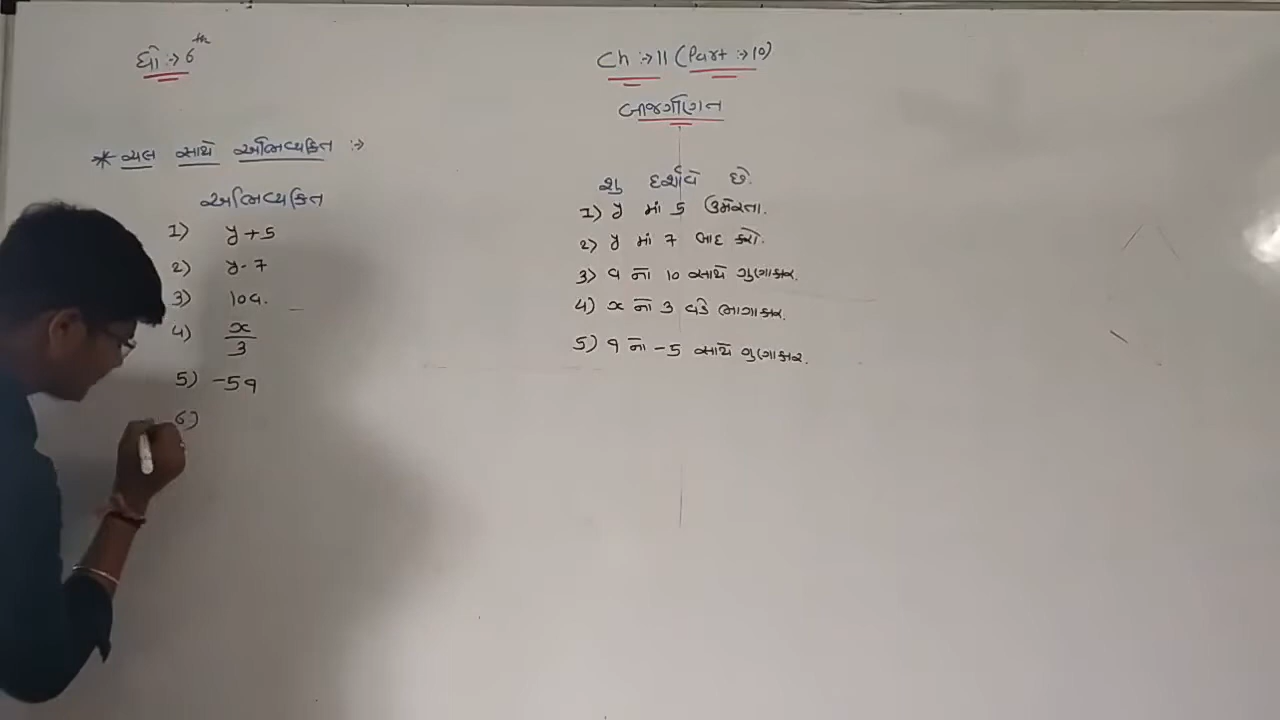 ધો :→ 6th
Ch :→ 11 (Part :→ 10)
બીજગણિત
* ચલ સાથે અભિવ્યકિત :→
અભિવ્યકિત
1) y + 5
2) y - 7
3) 10a.
4) x/3
5) -5q
6)
શુ દર્શાવે છે.
1) y માં 5 ઉમેરતા.
2) y માં 7 બાદ કરો.
3) a ના 10 સાથે ગુણાકાર.
4) x ના 3 વડે ભાગાકાર.
5) q ના -5 સાથે ગુણાકાર.